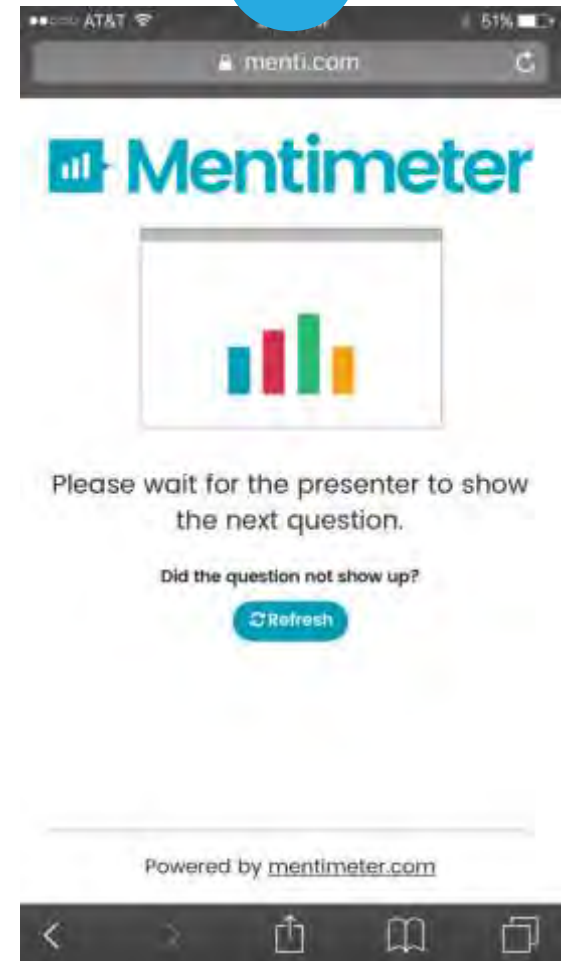 AT&T 51%
menti.com
Mentimeter
Please wait for the presenter to show
the next question.
Did the question not show up?
Refresh
Powered by mentimeter.com